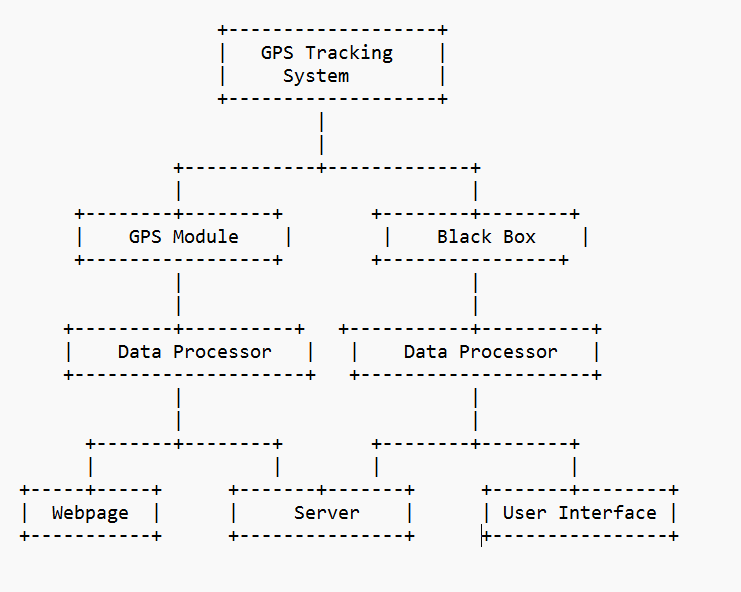 GPS Tracking
System
GPS Module Black Box
Data Processor Data Processor
Webpage Server User Interface